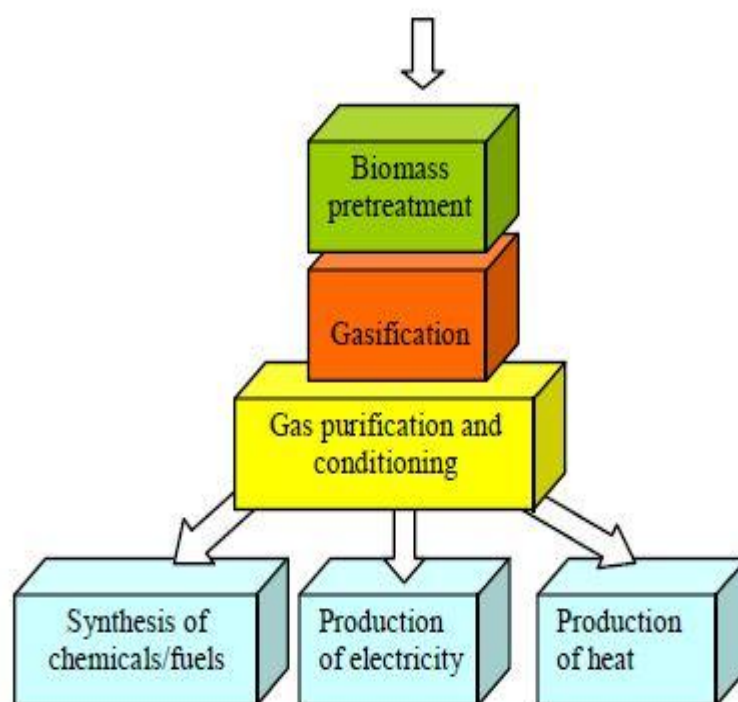 Biomass
pretreatment
Gasification
Gas purification and
conditioning
Synthesis of
chemicals/fuels
Production
of electricity
Production
of heat